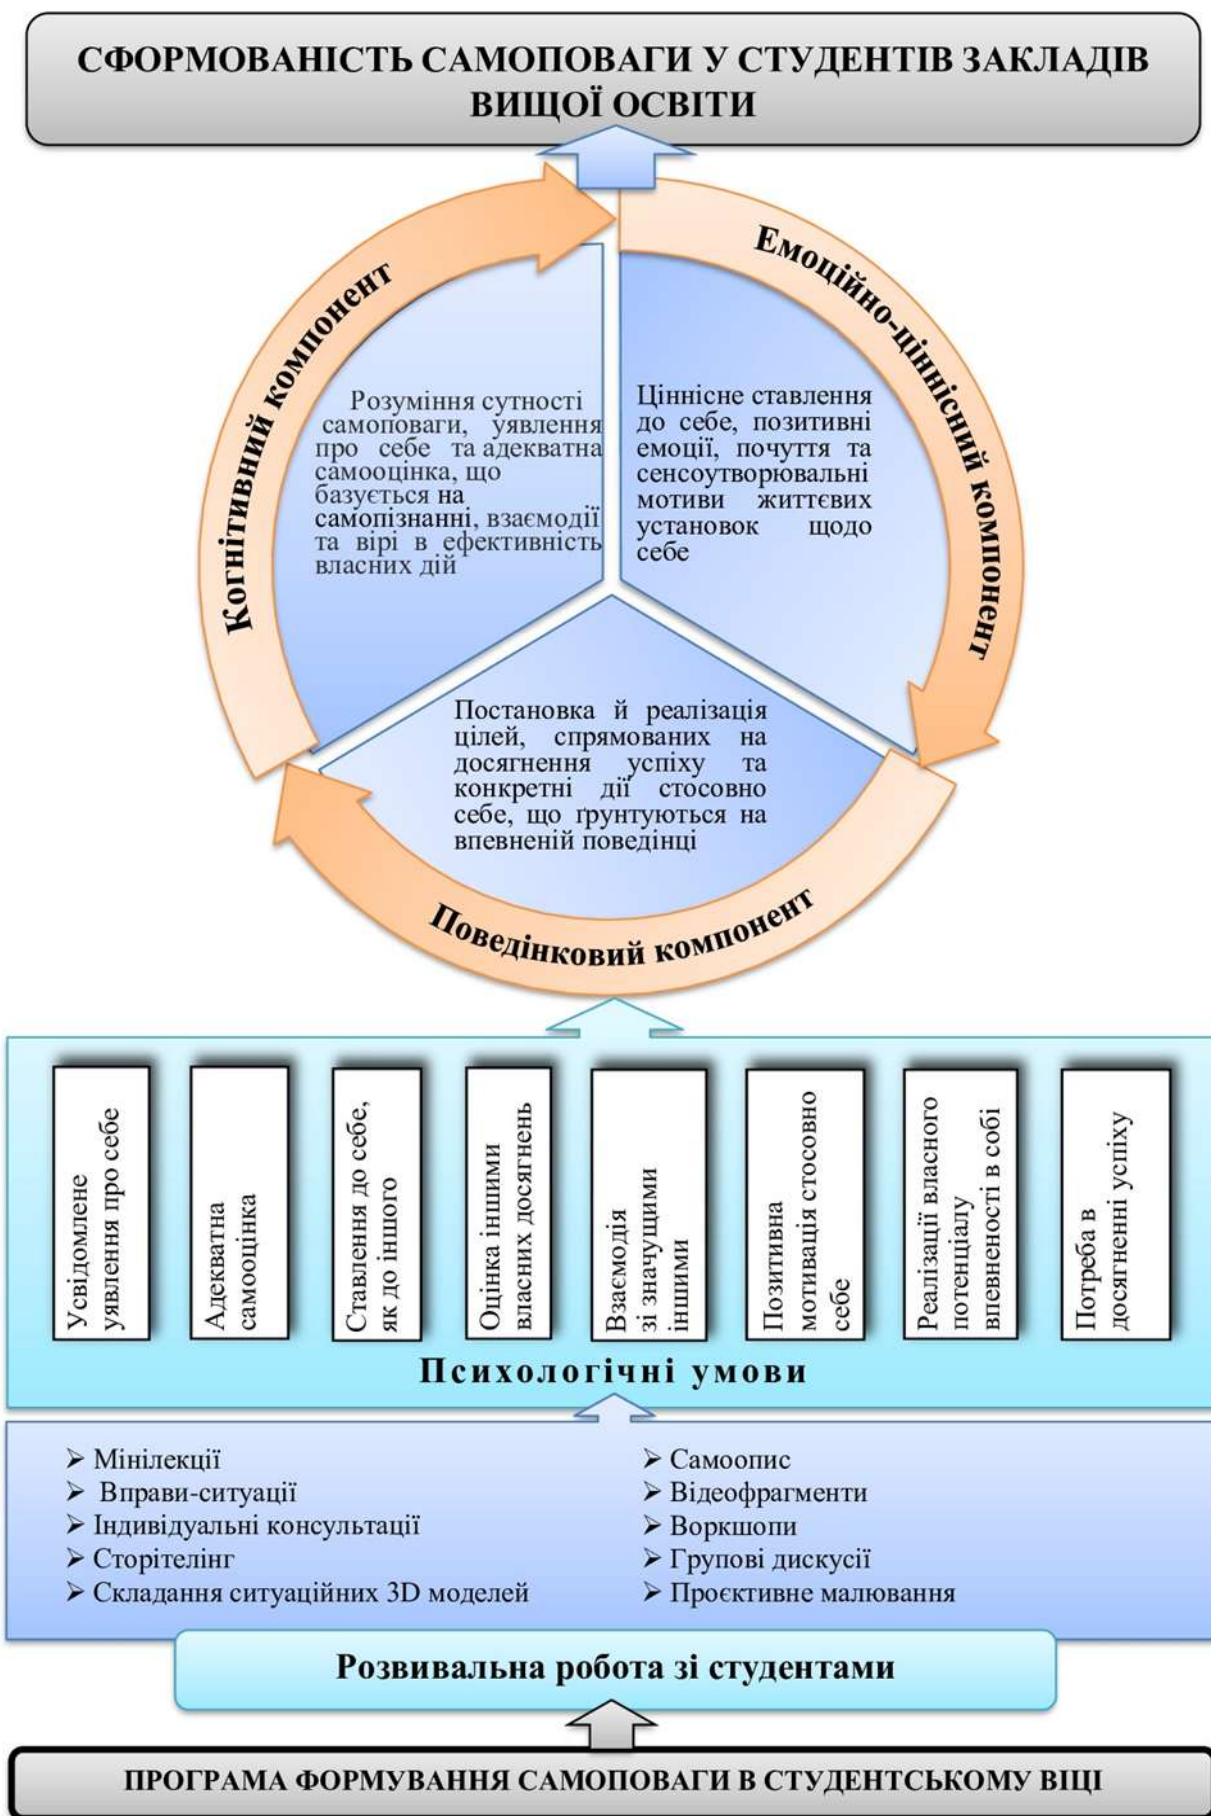 СФОРМОВАНІСТЬ САМОПОВАГИ У СТУДЕНТІВ ЗАКЛАДІВ
ВИЩОЇ ОСВІТИ
Когнітивний компонент
Розуміння сутності
самоповаги, уявлення
про себе та адекватна
самооцінка, що
базується на
самопізнанні, взаємодії
та вірі в ефективність
власних дій
Емоційно-ціннісний компонент
Ціннісне ставлення
до себе, позитивні
емоції, почуття та
сенсоутворювальні
мотиви життєвих
установок щодо
себе
Постановка й реалізація
цілей, спрямованих на
досягнення успіху та
конкретні дії стосовно
себе, що ґрунтуються на
впевненій поведінці
Поведінковий компонент
Усвідомлене
уявлення про себе
Адекватна
самооцінка
Ставлення до себе,
як до іншого
Оцінка іншими
власних досягнень
Взаємодія
зі значущими
іншими
Позитивна
мотивація стосовно
себе
Реалізації власного
потенціалу
впевнености в собі
Потреба в
досягненні успіху
Психологічні умови
➢ Мінілекції
➢ Вправи-ситуації
➢ Індивідуальні консультації
➢ Сторітелінг
➢ Складання ситуаційних 3D моделей
➢ Самоопис
➢ Відеофрагменти
➢ Воркшопи
➢ Групові дискусії
➢ Проєктивне малювання
Розвивальна робота зі студентами
ПРОГРАМА ФОРМУВАННЯ САМОПОВАГИ В СТУДЕНТСЬКОМУ ВІЦІ